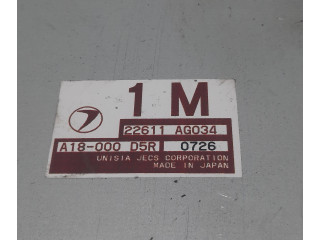 1 M
22611 AG034
A18-000 D5R 0726
UNISIA JECS CORPORATION
MADE IN JAPAN